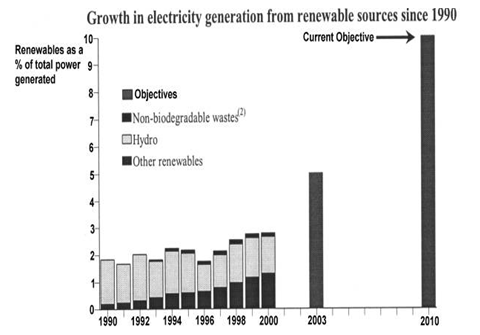 Growth in electricity generation from renewable sources since 1990
Renewables as a
% of total power
generated
Current Objective
10
9
8
7
6
5
4
3
2
1
0
Objectives
Non-biodegradable wastes(2)
Hydro
Other renewables
1990 1992 1994 1996 1998 2000 2003 2010